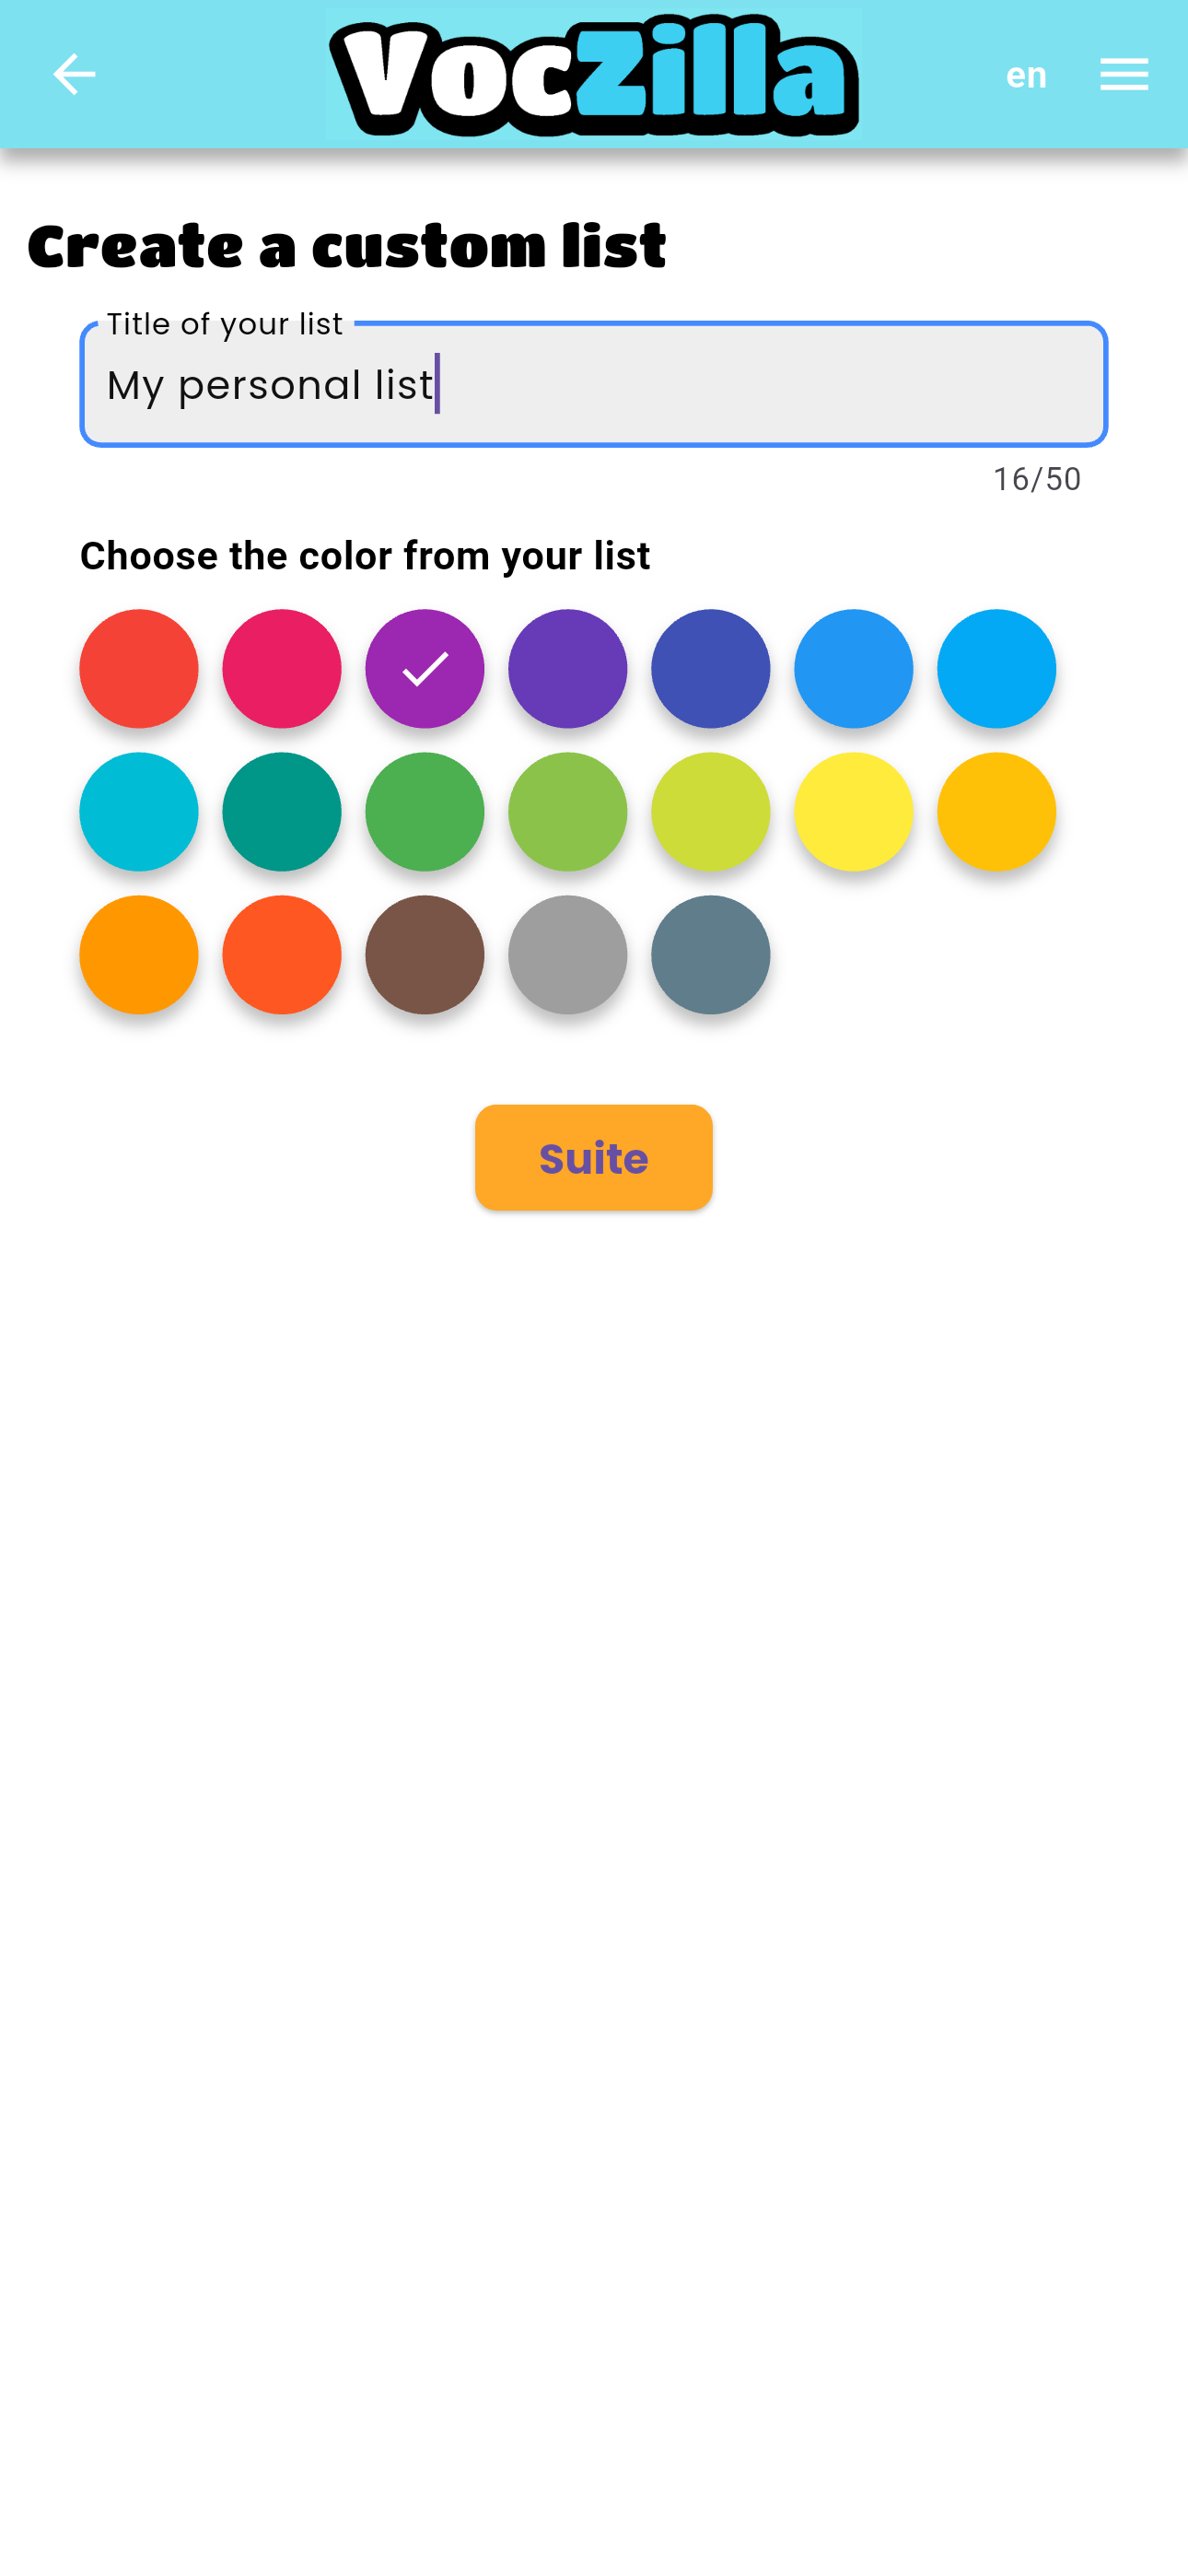 VocZilla
en
Create a custom list
Title of your list
My personal list
16/50
Choose the color from your list
Suite